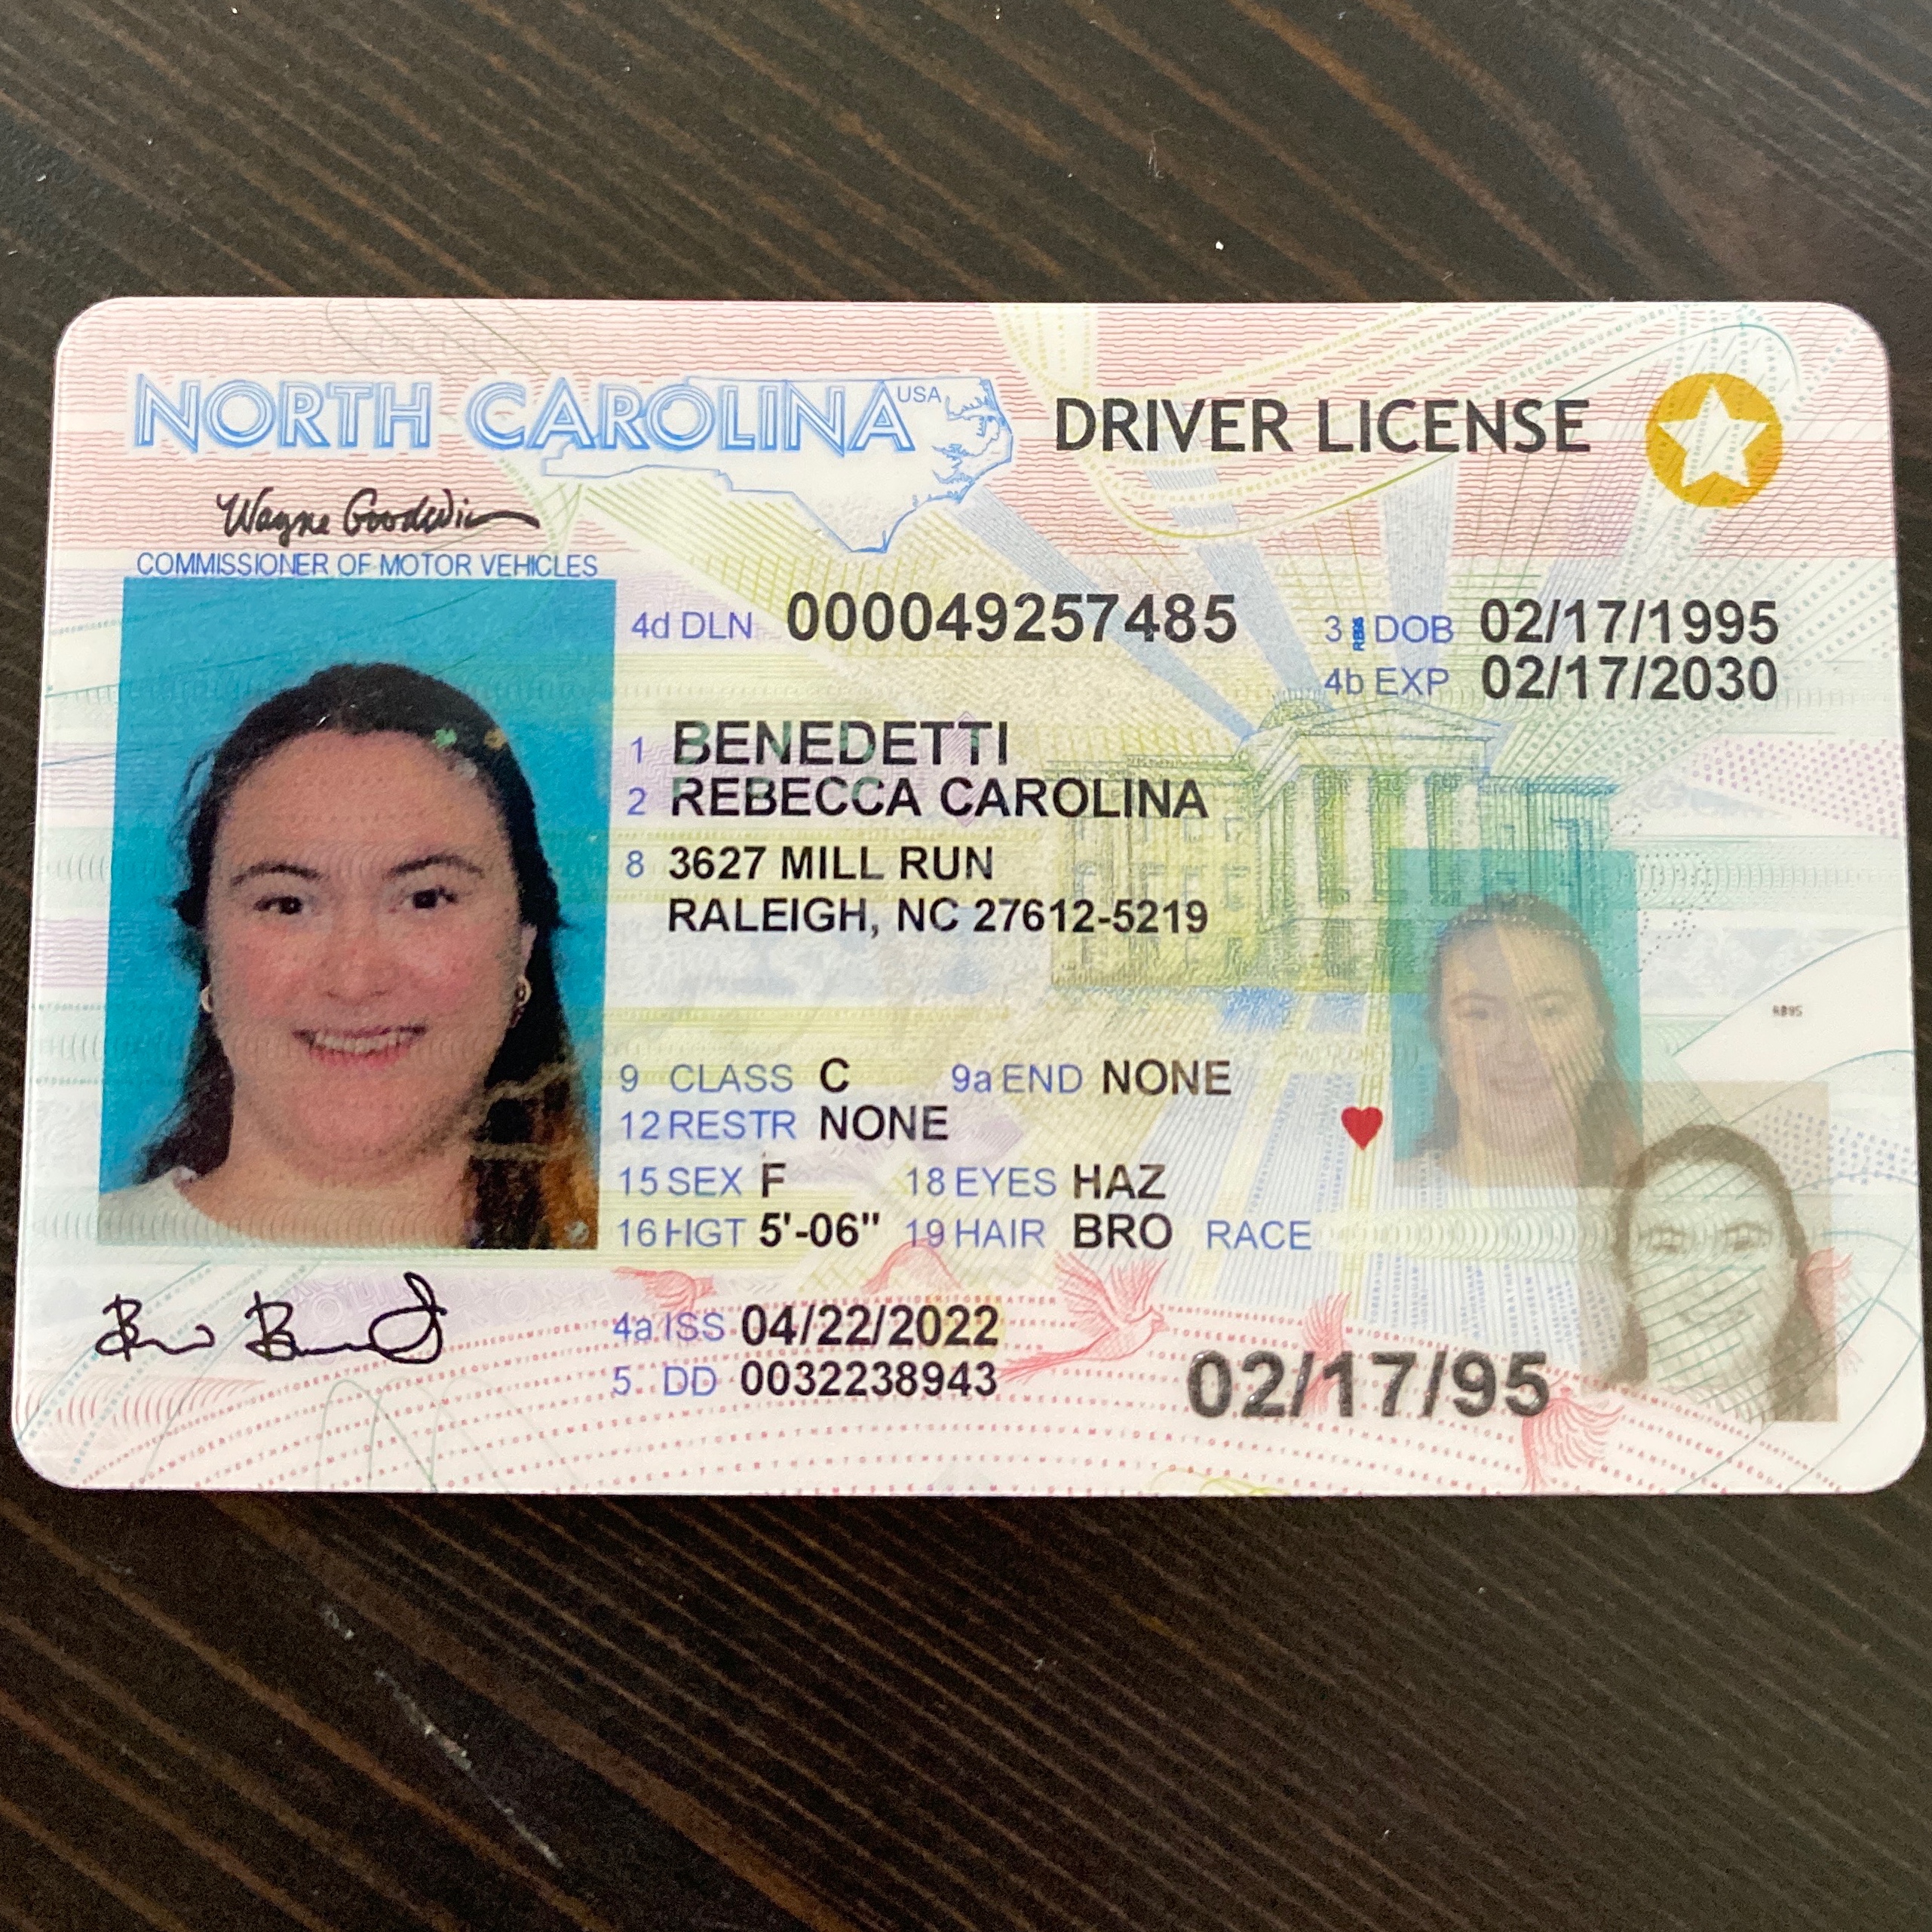 NORTH CAROLINA USA DRIVER LICENSE
Wayne Goodwin
COMMISSIONER OF MOTOR VEHICLES
4d DLN 000049257485
3 DOB 02/17/1995
4b EXP 02/17/2030
1 BENEDETTI
2 REBECCA CAROLINA
8 3627 MILL RUN
RALEIGH, NC 27612-5219
RB95
9 CLASS C 9a END NONE
12 RESTR NONE
15 SEX F 18 EYES HAZ
16 HGT 5'-06" 19 HAIR BRO RACE
4a ISS 04/22/2022
5 DD 0032238943
02/17/95